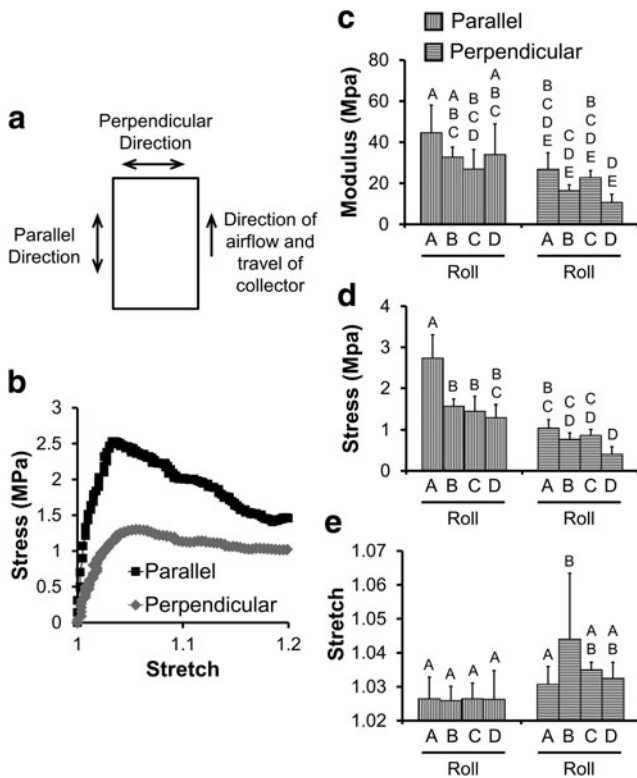 a
Perpendicular
Direction
Parallel
Direction
Direction of
airflow and
travel of
collector
b
Stress (MPa)
3
2.5
2
1.5
1
0.5
0
Parallel
Perpendicular
1 1.1 1.2
Stretch
c
Parallel
Perpendicular
Modulus (Mpa)
80
60
40
20
0
A
A
B
C
B
C
D
A
B
C
B
C
D
E
C
D
E
B
C
D
E
D
E
A B C D A B C D
Roll Roll
d
Stress (Mpa)
4
3
2
1
0
A
B
B
B
C
B
C
C
D
C
D
D
A B C D A B C D
Roll Roll
e
Stretch
1.07
1.06
1.05
1.04
1.03
1.02
A A A A
A
B
A
B
A
B
A B C D A B C D
Roll Roll